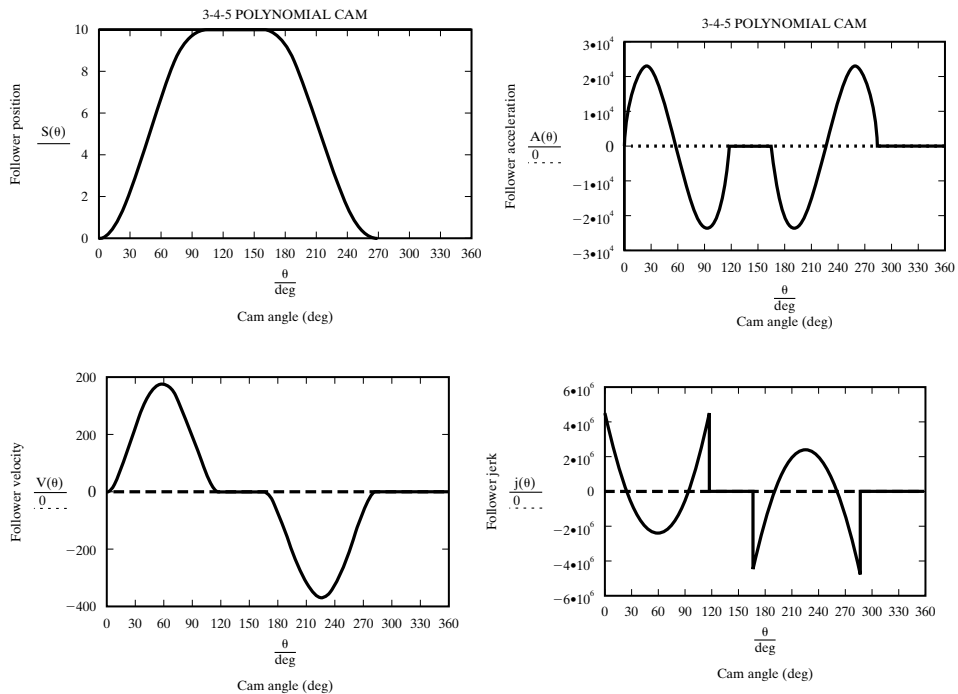 3-4-5 POLYNOMIAL CAM
10
8
6
4
2
0
Follower position
S(θ)
0 30 60 90 120 150 180 210 240 270 300 330 360
θ
deg
Cam angle (deg)
3-4-5 POLYNOMIAL CAM
3•10⁴
2•10⁴
1•10⁴
0
−1•10⁴
−2•10⁴
−3•10⁴
Follower acceleration
A(θ)
0
0 30 60 90 120 150 180 210 240 270 300 330 360
θ
deg
Cam angle (deg)
200
200
0
−200
−400
Follower velocity
V(θ)
0
0 30 60 90 120 150 180 210 240 270 300 330 360
θ
deg
Cam angle (deg)
6•10⁶
4•10⁶
2•10⁶
0
−2•10⁶
−4•10⁶
−6•10⁶
Follower jerk
j(θ)
0
0 30 60 90 117 150 180 210 240 270 300 330 360
θ
deg
Cam angle (deg)